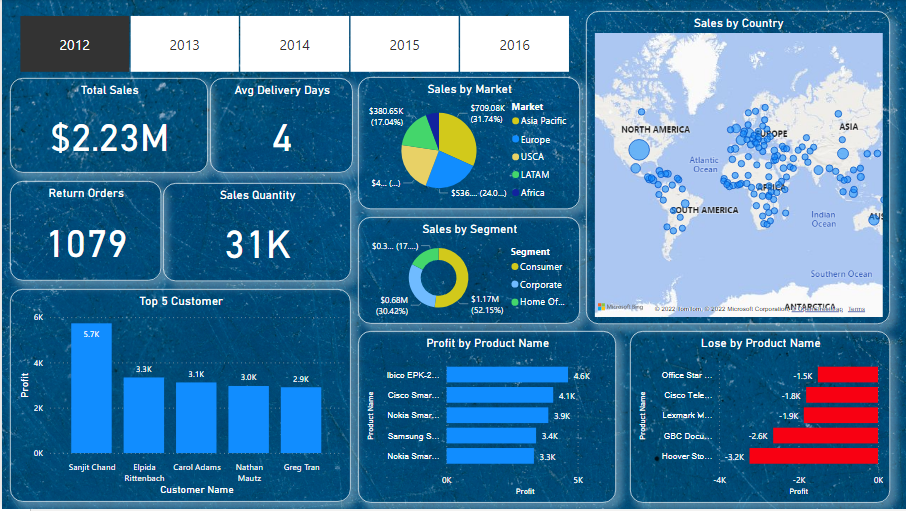 2012
2013
2014
2015
2016
Total Sales
$2.23M
Avg Delivery Days
4
Return Orders
1079
Sales Quantity
31K
Sales by Market
$380.65K
(17.04%)
$709.08K
(31.74%)
$4... (...)
$536.... (24.0...)
Market
Asia Pacific
Europe
USCA
LATAM
Africa
Sales by Segment
$0.3... (17....)
$0.68M
(30.42%)
$1.17M
(52.15%)
Segment
Consumer
Corporate
Home Of...
Sales by Country
NORTH AMERICA
EUROPE
ASIA
Atlantic
Ocean
AFRICA
SOUTH AMERICA
Indian
Ocean
AUS
Southern Ocean
ANTARCTICA
Microsoft Bing
© 2022 TomTom, © 2022 Microsoft Corporation, © OpenStreetMap Terms
Top 5 Customer
Profit
6K
4K
2K
0K
5.7K
3.3K
3.1K
3.0K
2.9K
Sanjit Chand
Elpida
Rittenbach
Carol Adams
Nathan
Mautz
Greg Tran
Customer Name
Profit by Product Name
Product Name
Ibico EPK-2... 4.6K
Cisco Smar... 4.1K
Nokia Smar... 3.9K
Samsung S... 3.4K
Nokia Smar... 3.3K
0K 5K
Profit
Lose by Product Name
Product Name
Office Star ... -1.5K
Cisco Tele... -1.8K
Lexmark M... -1.9K
GBC Docu... -2.6K
Hoover Sto... -3.2K
-4K -2K 0K
Profit